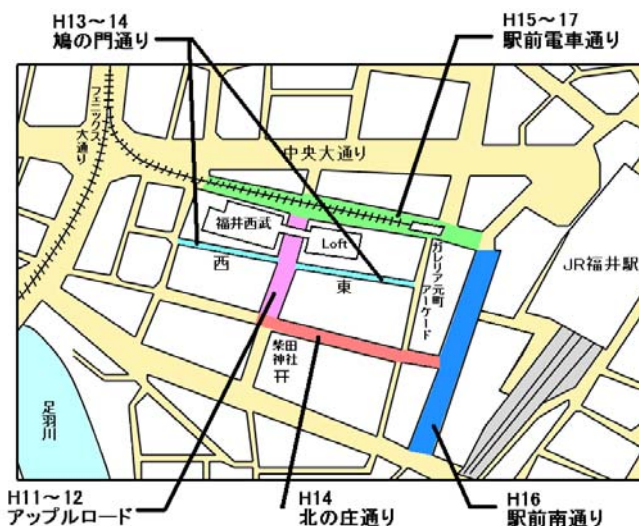 H13～14
鳩の門通り
H15～17
駅前電車通り
フェニックス
大通り
中央大通り
福井西武
Loft
西
東
ガレリア元町
アーケード
JR福井駅
柴田
神社
足羽川
H11～12
アップルロード
H14
北の庄通り
H16
駅前南通り